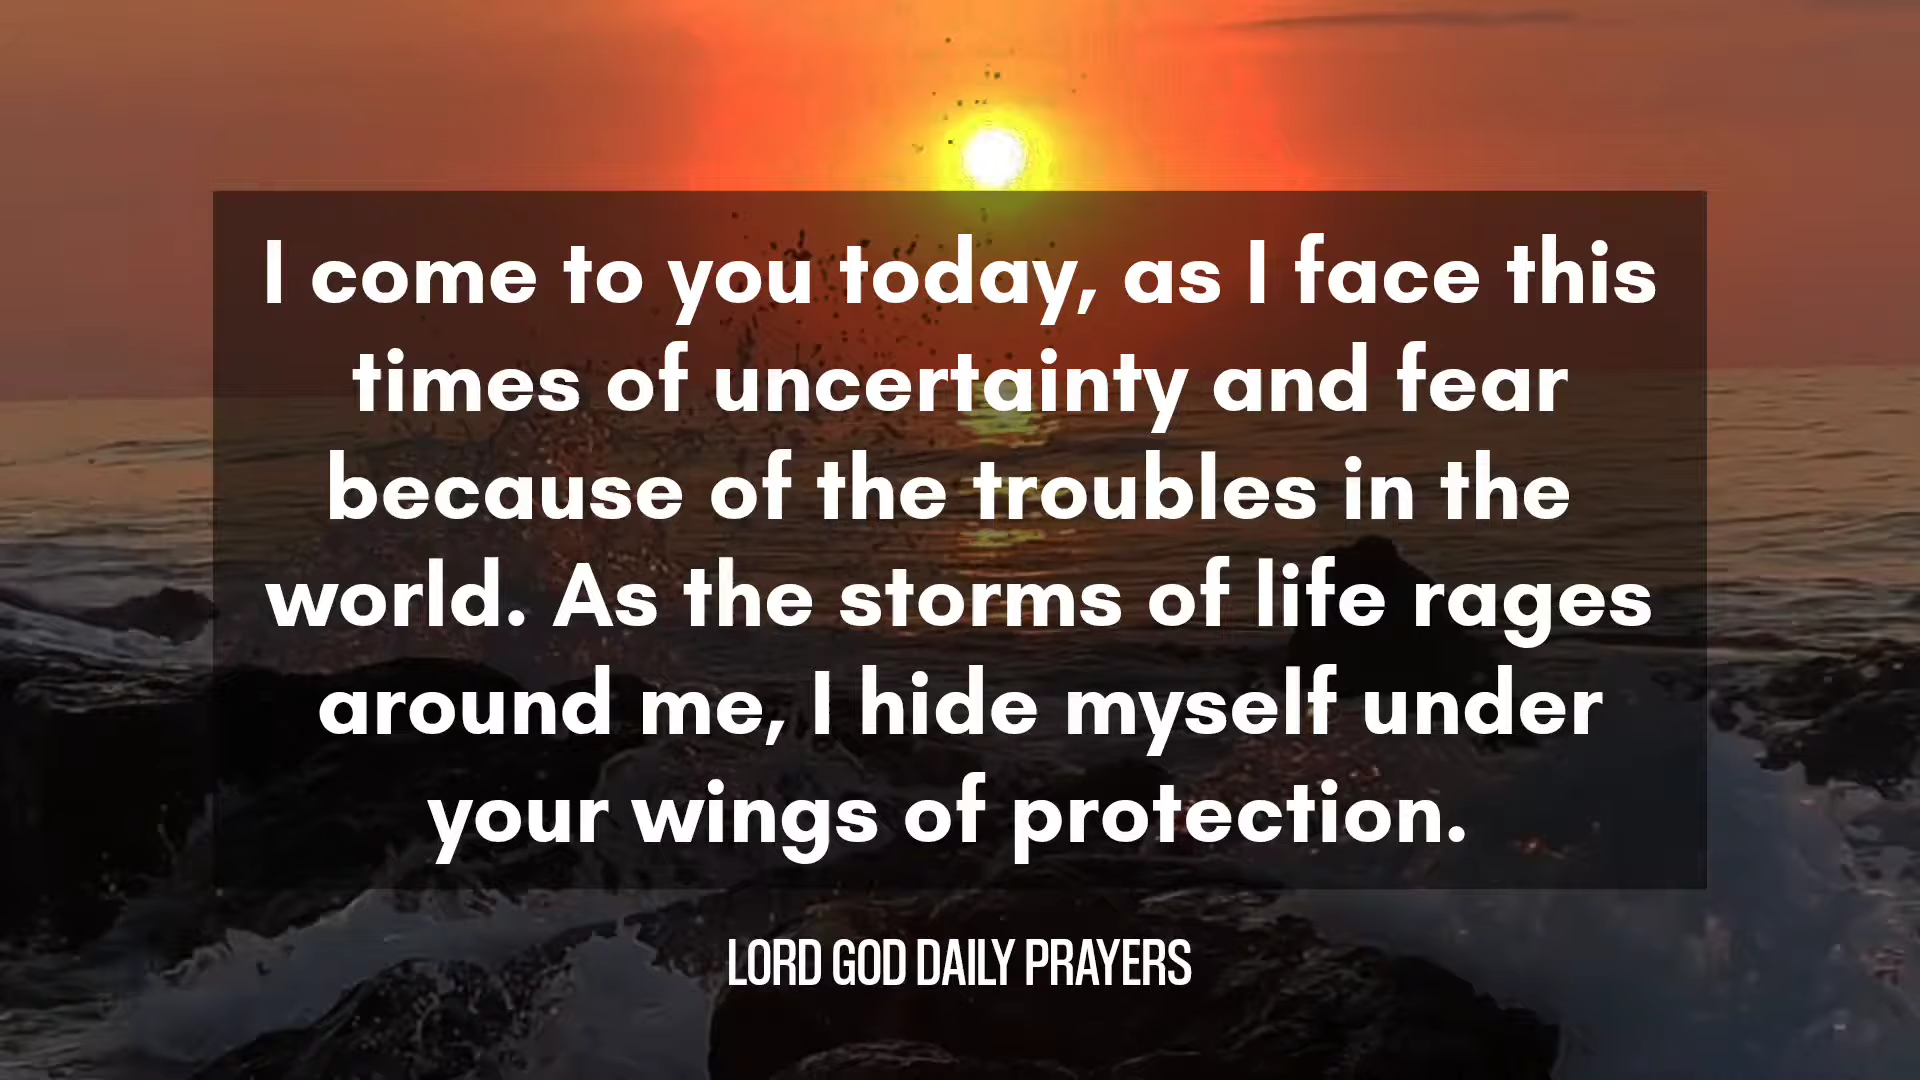 I come to you today, as I face this
times of uncertainty and fear
because of the troubles in the
world. As the storms of life rages
around me, I hide myself under
your wings of protection.
LORD GOD DAILY PRAYERS